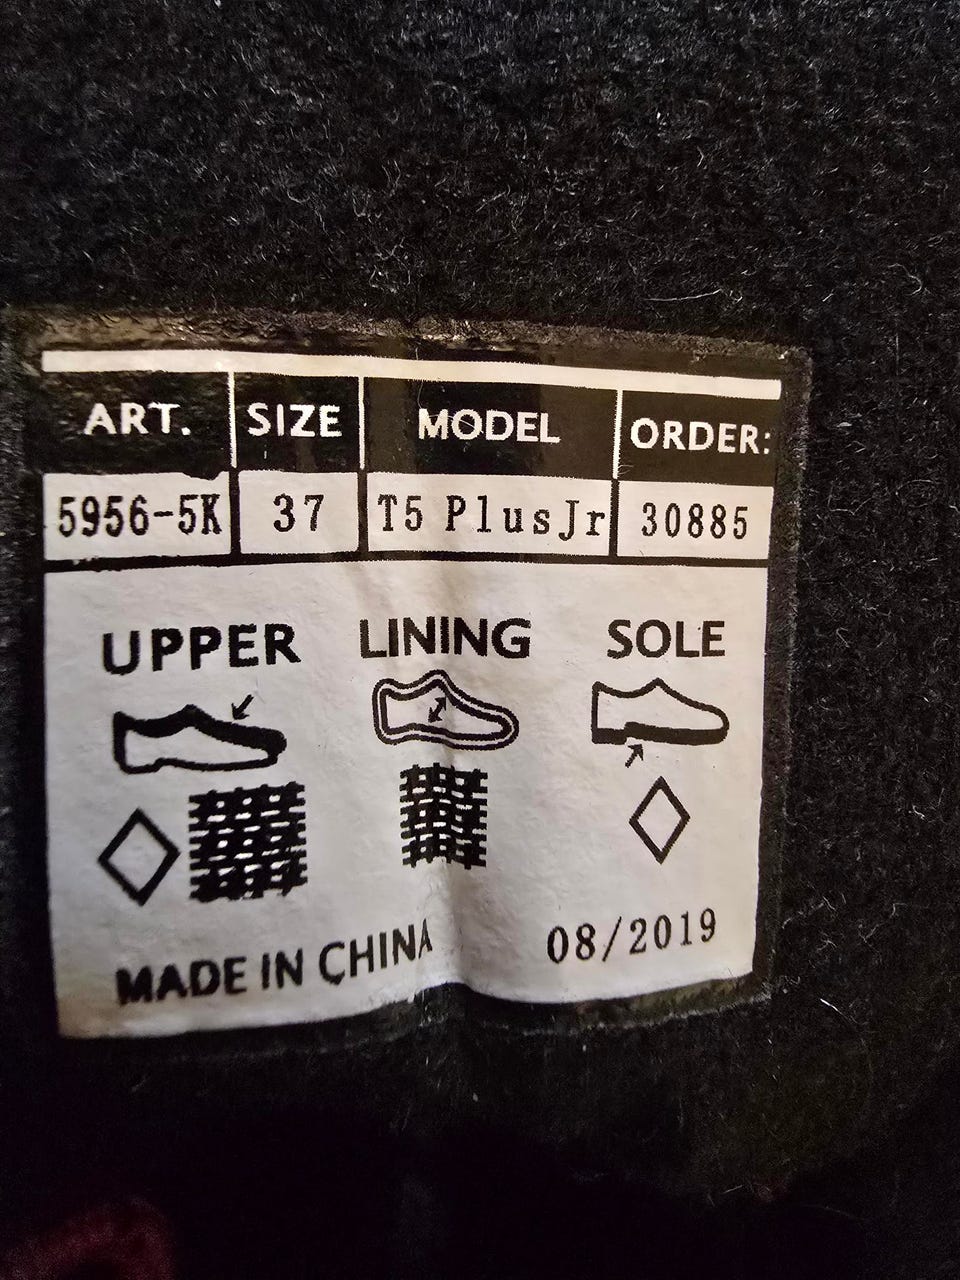 ART. SIZE MODEL ORDER:
5956-5K 37 T5 PlusJr 30885
UPPER LINING SOLE
MADE IN CHINA 08/2019